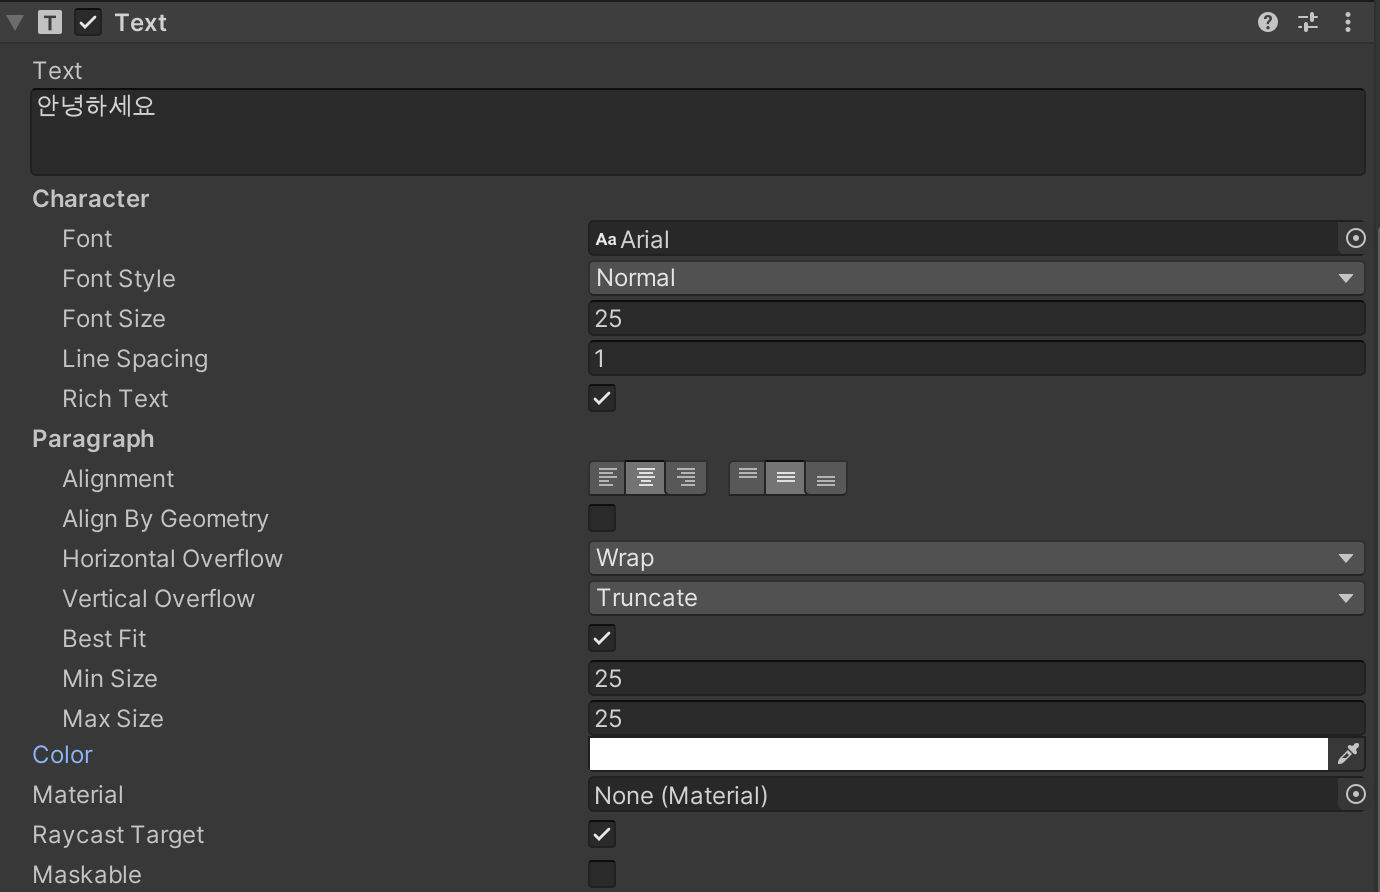 T Text
Text
안녕하세요
Character
Font Aa Arial
Font Style Normal
Font Size 25
Line Spacing 1
Rich Text
Paragraph
Alignment
Align By Geometry
Horizontal Overflow Wrap
Vertical Overflow Truncate
Best Fit
Min Size 25
Max Size 25
Color
Material None (Material)
Raycast Target
Maskable